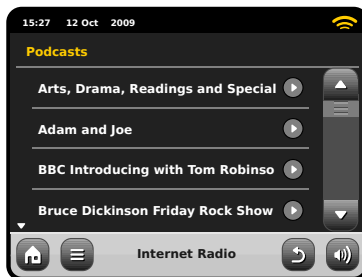 15:27 12 Oct 2009
Podcasts
Arts, Drama, Readings and Special
Adam and Joe
BBC Introducing with Tom Robinso
Bruce Dickinson Friday Rock Show
Internet Radio